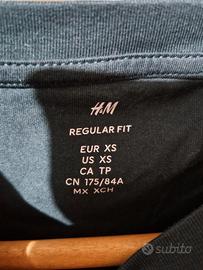 H&M
REGULAR FIT
EUR XS
US XS
CA TP
CN 175/84A
MX XCH
subito